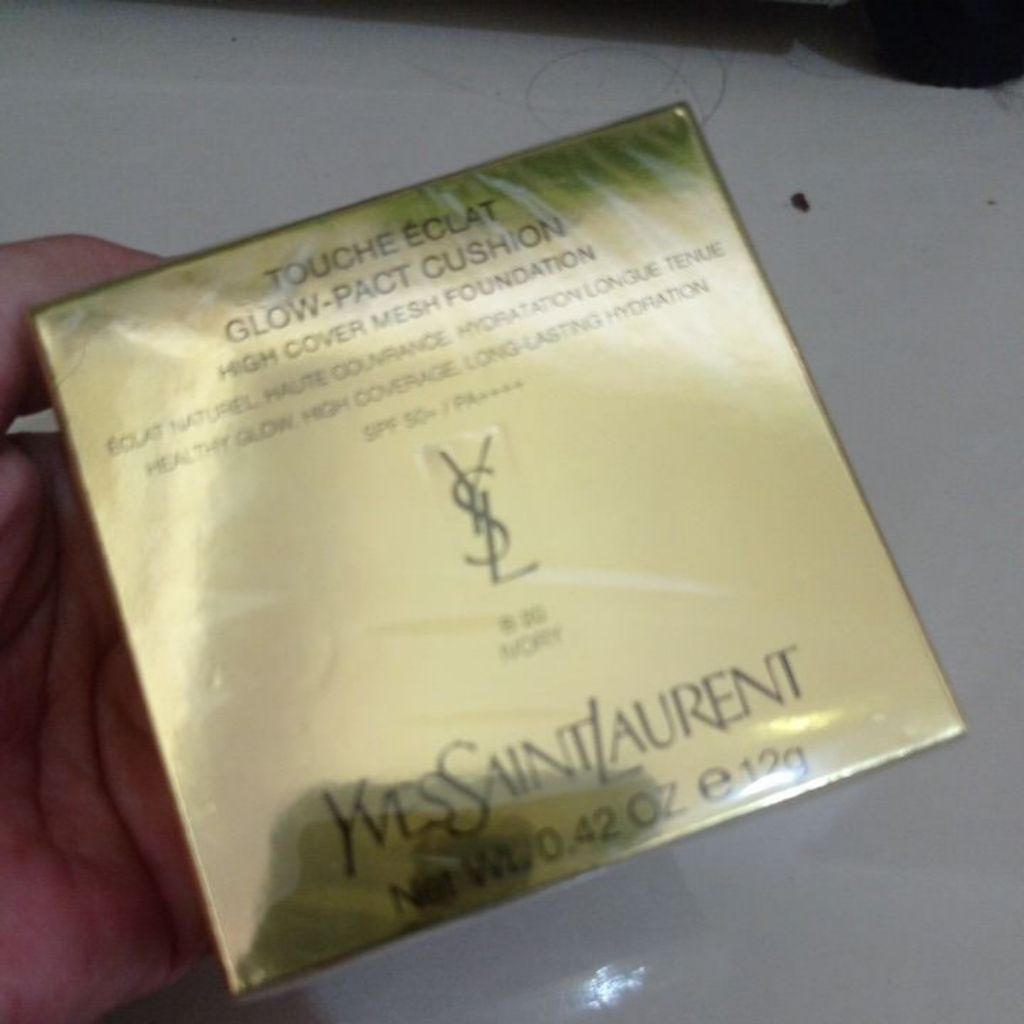 TOUCHE ÉCLAT
GLOW-PACT CUSHION
HIGH COVER MESH FOUNDATION
ÉCLAT NATUREL, HAUTE COUVRANCE, HYDRATATION LONGUE TENUE
HEALTHY GLOW, HIGH COVERAGE, LONG-LASTING HYDRATION
SPF 50+ / PA++++
YSL
IVORY
YVESSAINTLAURENT
Net Wt. 0.42 OZ e 12g